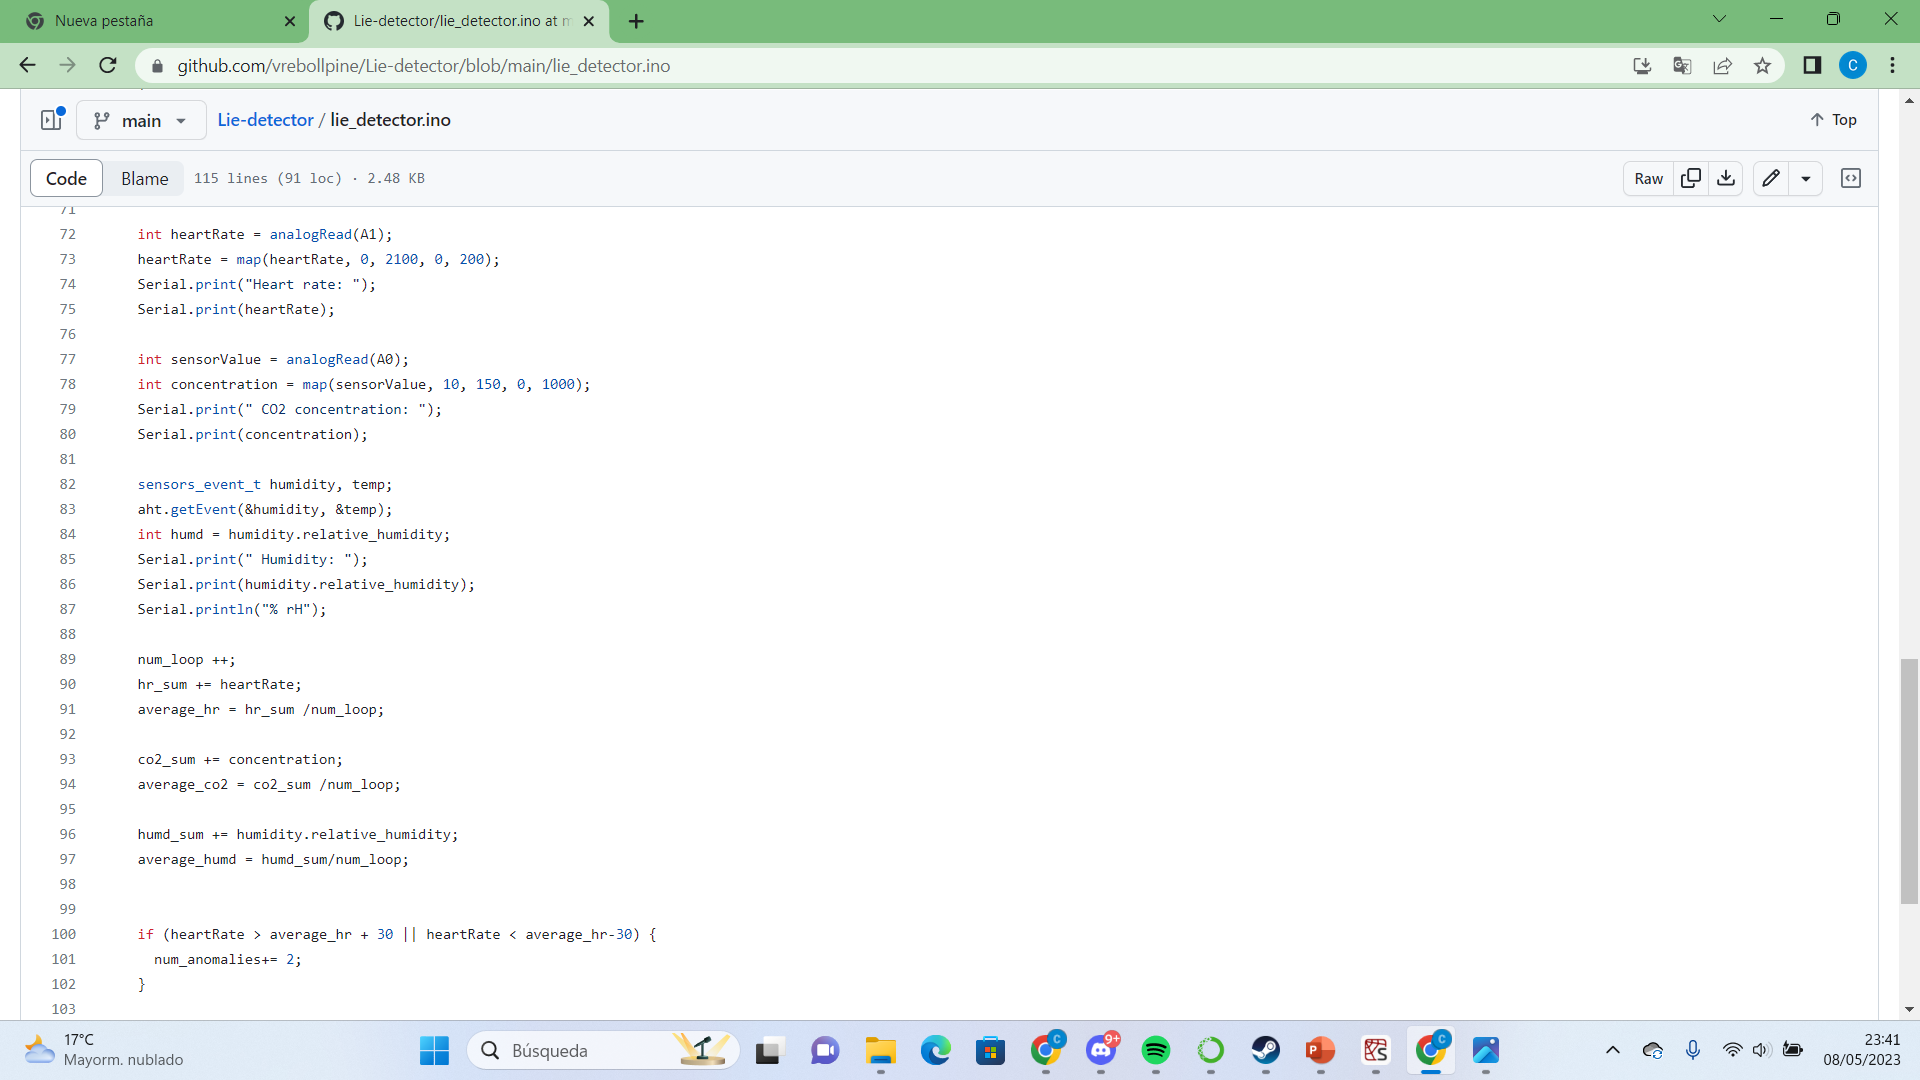 Nueva pestaña
Lie-detector/lie_detector.ino at m
github.com/vrebollpine/Lie-detector/blob/main/lie_detector.ino
C
main
Lie-detector / lie_detector.ino
Top
Code
Blame
115 lines (91 loc) · 2.48 KB
Raw
71
72 int heartRate = analogRead(A1);
73 heartRate = map(heartRate, 0, 2100, 0, 200);
74 Serial.print("Heart rate: ");
75 Serial.print(heartRate);
76
77 int sensorValue = analogRead(A0);
78 int concentration = map(sensorValue, 10, 150, 0, 1000);
79 Serial.print(" CO2 concentration: ");
80 Serial.print(concentration);
81
82 sensors_event_t humidity, temp;
83 aht.getEvent(&humidity, &temp);
84 int humd = humidity.relative_humidity;
85 Serial.print(" Humidity: ");
86 Serial.print(humidity.relative_humidity);
87 Serial.println("% rH");
88
89 num_loop ++;
90 hr_sum += heartRate;
91 average_hr = hr_sum /num_loop;
92
93 co2_sum += concentration;
94 average_co2 = co2_sum /num_loop;
95
96 humd_sum += humidity.relative_humidity;
97 average_humd = humd_sum/num_loop;
98
99
100 if (heartRate > average_hr + 30 || heartRate < average_hr-30) {
101 num_anomalies+= 2;
102 }
103
17°C
Mayorm. nublado
Búsqueda
C
9+
C
23:41
08/05/2023